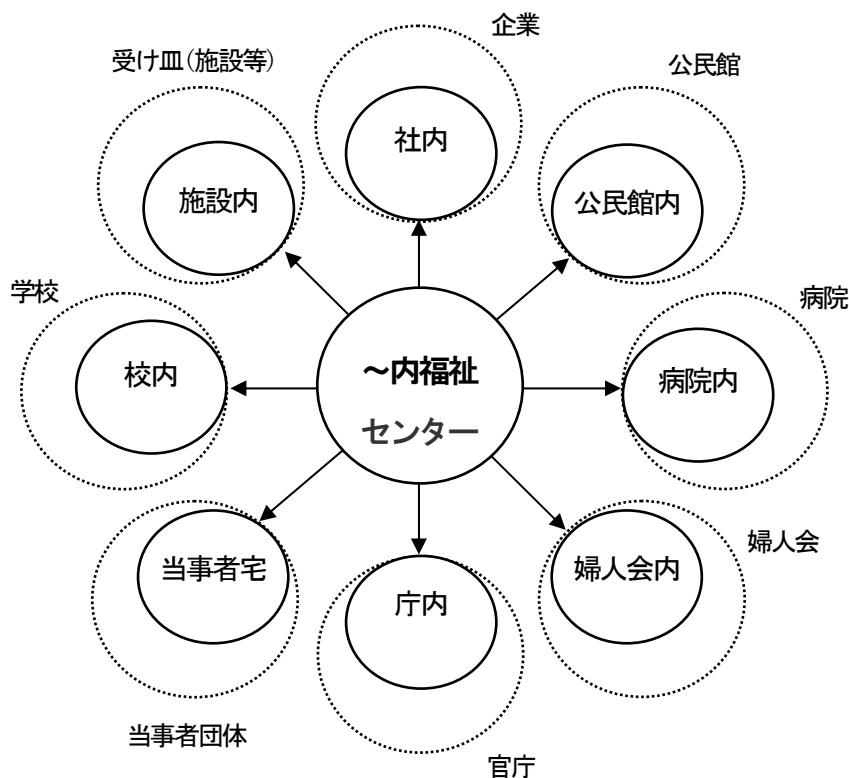 企業
受け皿(施設等)
公民館
社内
施設内
公民館内
学校
病院
～内福祉
センター
校内
病院内
婦人会
当事者宅
庁内
婦人会内
当事者団体
官庁